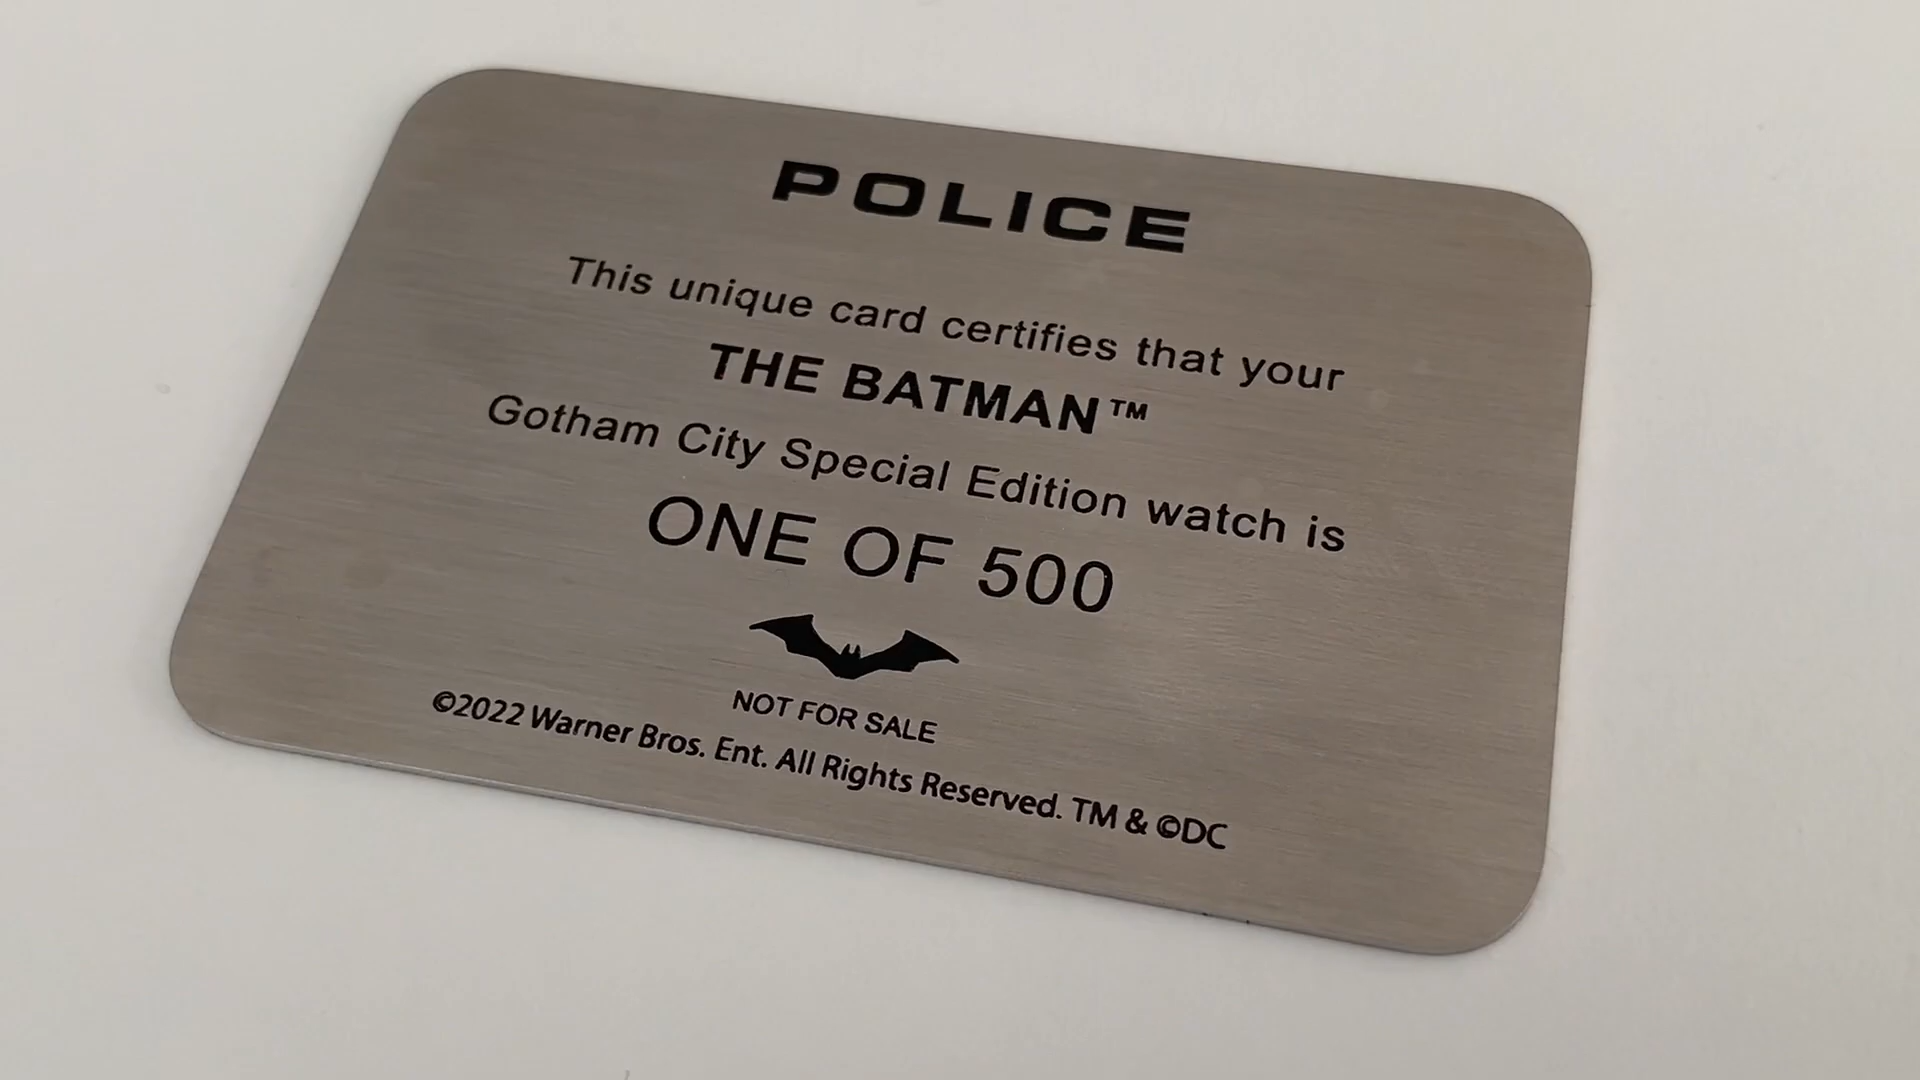 POLICE
This unique card certifies that your
THE BATMAN™
Gotham City Special Edition watch is
ONE OF 500
NOT FOR SALE
©2022 Warner Bros. Ent. All Rights Reserved. TM & ©DC